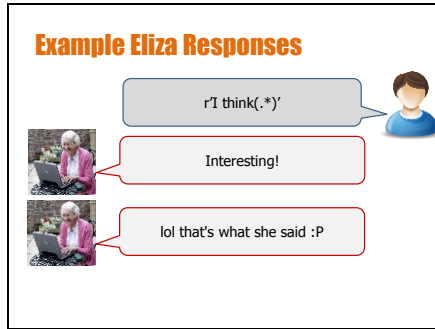 Example Eliza Responses
r'I think(.*)'
Interesting!
lol that's what she said :P